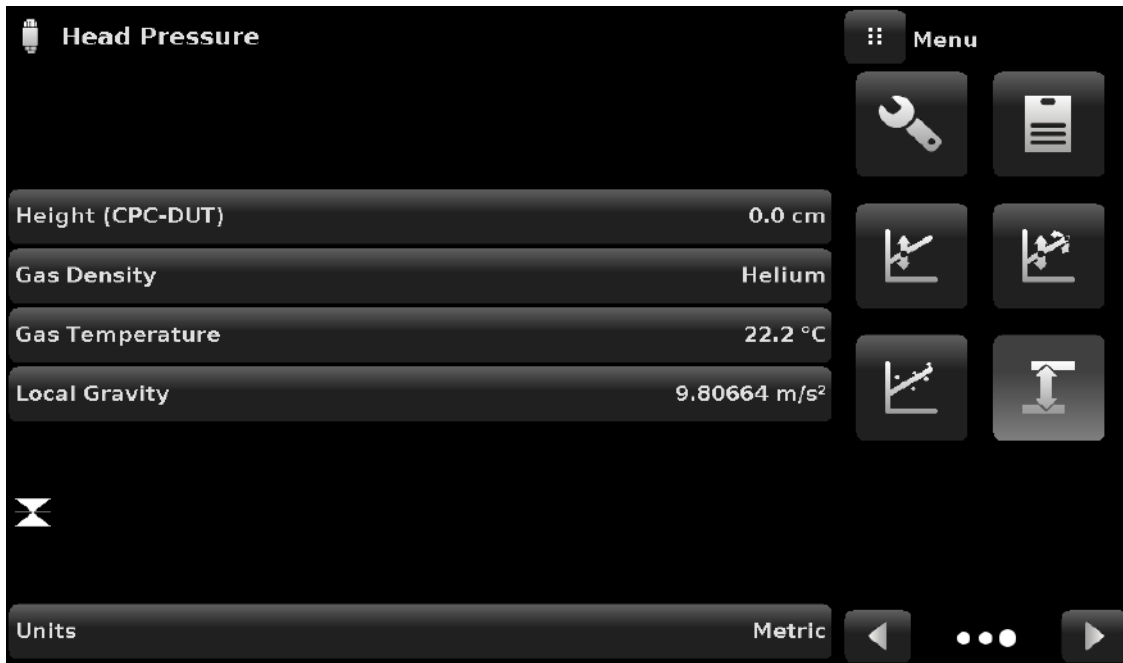 Head Pressure
Menu
Height (CPC-DUT) 0.0 cm
Gas Density Helium
Gas Temperature 22.2 °C
Local Gravity 9.80664 m/s²
Units Metric